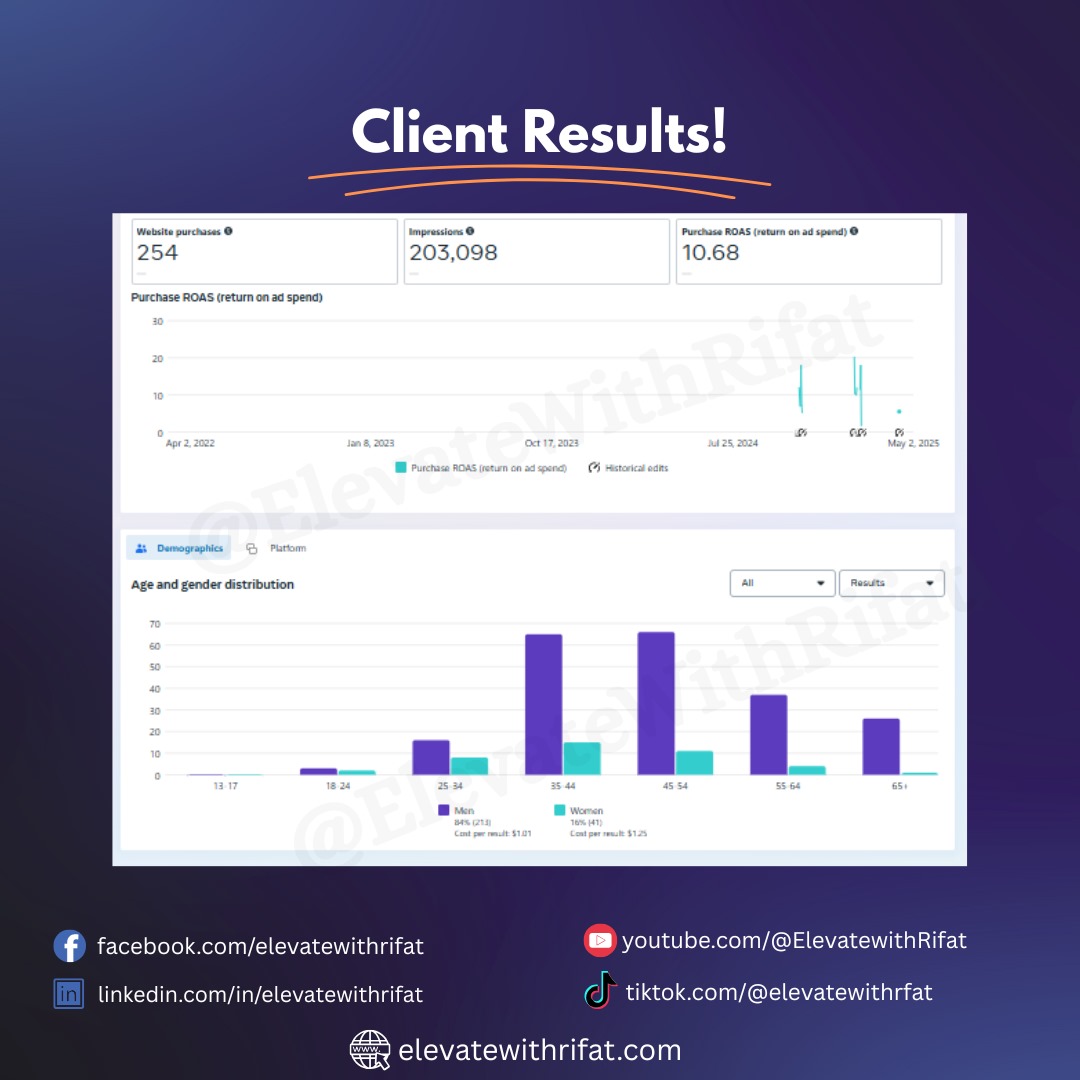 Client Results!
Website purchases
254
Impressions
203,098
Purchase ROAS (return on ad spend)
10.68
Purchase ROAS (return on ad spend)
30
20
10
0
Apr 2, 2022 Jan 8, 2023 Oct 17, 2023 Jul 25, 2024 May 2, 2025
Purchase ROAS (return on ad spend) Historical edits
@ElevateWithRifat
Demographics Platform
Age and gender distribution
All Results
70
60
50
40
30
20
10
0
13-17 18-24 25-34 35-44 45-54 55-64 65+
Men Women
84% (213) 16% (41)
Cost per result: $1.01 Cost per result: $1.25
@ElevateWithRifat
facebook.com/elevatewithrifat
youtube.com/@ElevatewithRifat
in linkedin.com/in/elevatewithrifat
tiktok.com/@elevatewithrfat
www. elevatewithrifat.com